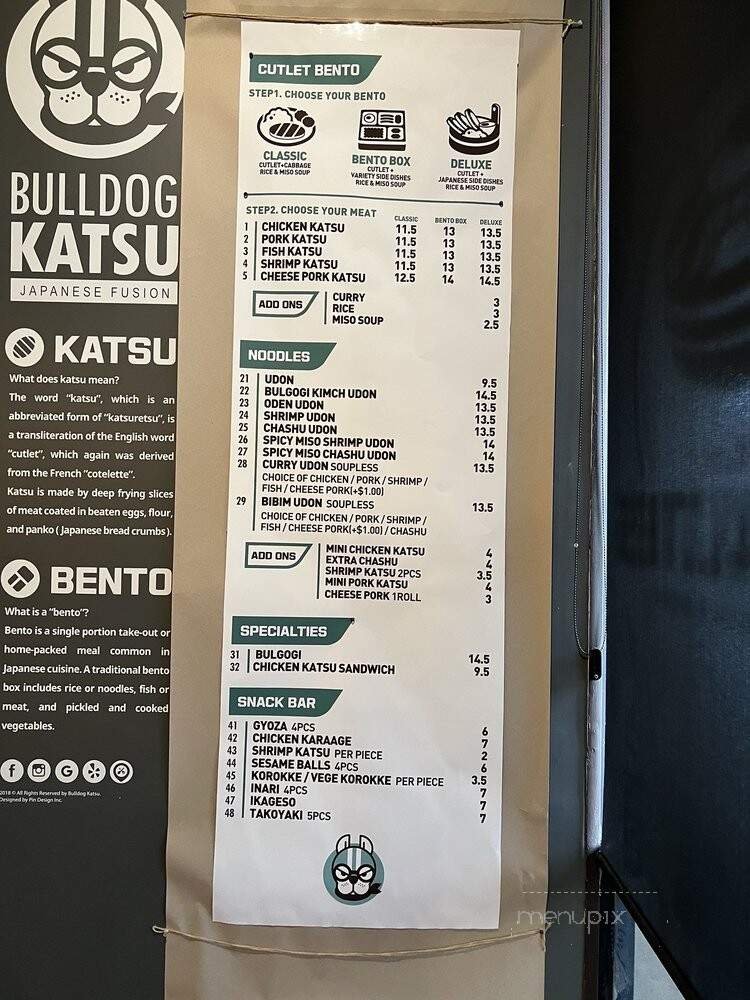 BULLDOG
KATSU
JAPANESE FUSION
KATSU
What does katsu mean?
The word "katsu", which is an
abbreviated form of "katsuretsu", is
a transliteration of the English word
"cutlet", which again was derived
from the French "cotelette".
Katsu is made by deep frying slices
of meat coated in beaten eggs, flour,
and panko ( Japanese bread crumbs ).
BENTO
What is a "bento"?
Bento is a single portion take-out or
home-packed meal common in
Japanese cuisine. A traditional bento
box includes rice or noodles, fish or
meat, and pickled and cooked
vegetables.
2018 © All Rights Reserved by Bulldog Katsu.
Designed by Pin Design Inc.
CUTLET BENTO
STEP1. CHOOSE YOUR BENTO
CLASSIC
CUTLET+CABBAGE
RICE & MISO SOUP
BENTO BOX
CUTLET +
VARIETY SIDE DISHES
RICE & MISO SOUP
DELUXE
CUTLET +
JAPANESE SIDE DISHES
RICE & MISO SOUP
STEP2. CHOOSE YOUR MEAT CLASSIC BENTO BOX DELUXE
1 CHICKEN KATSU 11.5 13 13.5
2 PORK KATSU 11.5 13 13.5
3 FISH KATSU 11.5 13 13.5
4 SHRIMP KATSU 11.5 13 13.5
5 CHEESE PORK KATSU 12.5 14 14.5
ADD ONS
CURRY 3
RICE 3
MISO SOUP 2.5
NOODLES
21 UDON 9.5
22 BULGOGI KIMCH UDON 14.5
23 ODEN UDON 13.5
24 SHRIMP UDON 13.5
25 CHASHU UDON 13.5
26 SPICY MISO SHRIMP UDON 14
27 SPICY MISO CHASHU UDON 14
28 CURRY UDON SOUPLESS 13.5
CHOICE OF CHICKEN / PORK / SHRIMP /
FISH / CHEESE PORK(+$1.00)
29 BIBIM UDON SOUPLESS 13.5
CHOICE OF CHICKEN / PORK / SHRIMP /
FISH / CHEESE PORK(+$1.00) / CHASHU
ADD ONS
MINI CHICKEN KATSU 4
EXTRA CHASHU 4
SHRIMP KATSU 2PCS 3.5
MINI PORK KATSU 4
CHEESE PORK 1ROLL 3
SPECIALTIES
31 BULGOGI 14.5
32 CHICKEN KATSU SANDWICH 9.5
SNACK BAR
41 GYOZA 4PCS 6
42 CHICKEN KARAAGE 7
43 SHRIMP KATSU PER PIECE 2
44 SESAME BALLS 4PCS 6
45 KOROKKE / VEGE KOROKKE PER PIECE 3.5
46 INARI 4PCS 7
47 IKAGESO 7
48 TAKOYAKI 5PCS 7
menupix